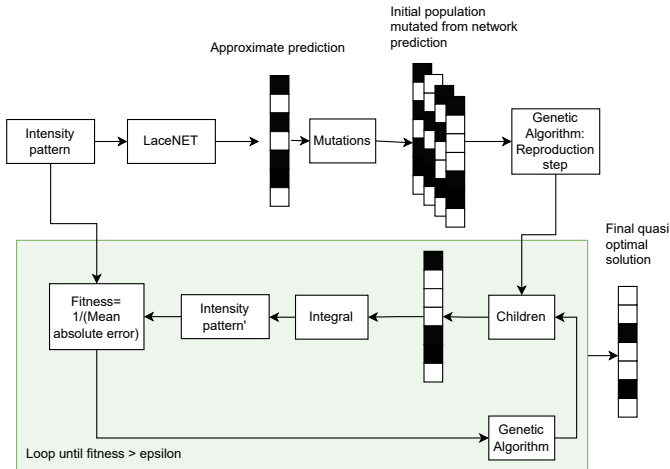 Initial population
mutated from network
prediction
Approximate prediction
Intensity
pattern
LaceNET
Mutations
Genetic
Algorithm:
Reproduction
step
Final quasi
optimal
solution
Fitness=
1/(Mean
absolute error)
Intensity
pattern'
Integral
Children
Genetic
Algorithm
Loop until fitness > epsilon